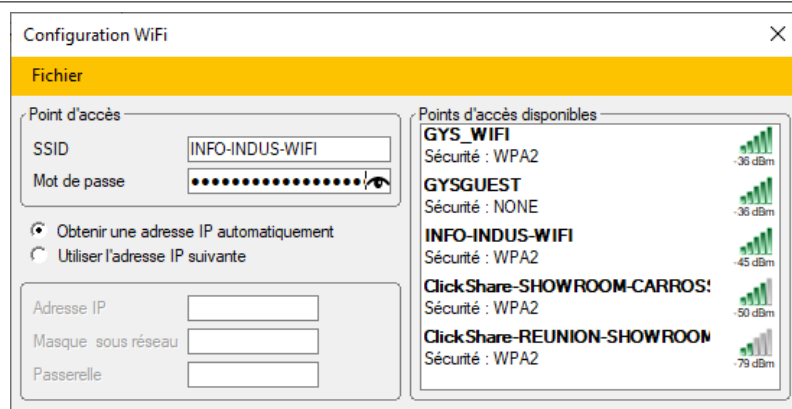 Configuration WiFi
Fichier
Point d'accès
SSID
INFO-INDUS-WIFI
Mot de passe
●●●●●●●●●●●●●●●●●
Obtenir une adresse IP automatiquement
Utiliser l'adresse IP suivante
Adresse IP
Masque sous réseau
Passerelle
Points d'accès disponibles
GYS_WIFI
Sécurité : WPA2
-36 dBm
GYSGUEST
Sécurité : NONE
-36 dBm
INFO-INDUS-WIFI
Sécurité : WPA2
-45 dBm
ClickShare-SHOWROOM-CARROSS
Sécurité : WPA2
-50 dBm
ClickShare-REUNION-SHOWROOM
Sécurité : WPA2
-79 dBm